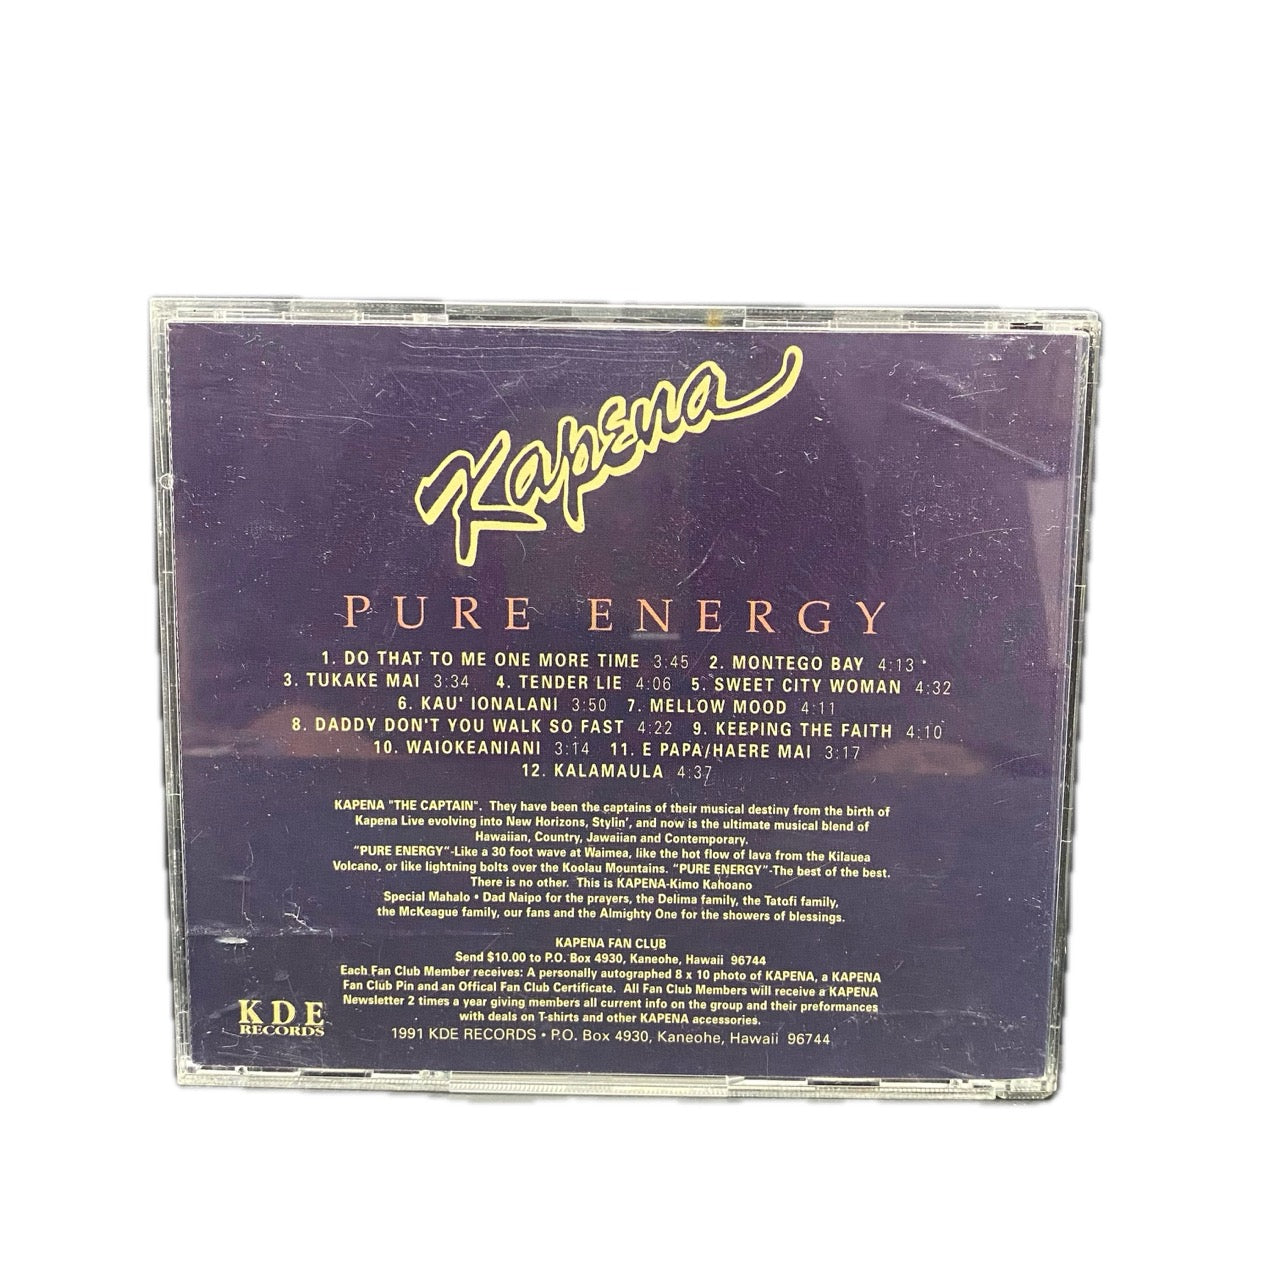 Kapena
PURE ENERGY
1. DO THAT TO ME ONE MORE TIME 3:45 2. MONTEGO BAY 4:13
3. TUKAKE MAI 3:34 4. TENDER LIE 4:06 5. SWEET CITY WOMAN 4:32
6. KAU' IONALANI 3:50 7. MELLOW MOOD 4:11
8. DADDY DON'T YOU WALK SO FAST 4:22 9. KEEPING THE FAITH 4:10
10. WAIOKEANIANI 3:14 11. E PAPA/HAERE MAI 3:17
12. KALAMAULA 4:37
KAPENA "THE CAPTAIN". They have been the captains of their musical destiny from the birth of
Kapena Live evolving into New Horizons, Stylin', and now is the ultimate musical blend of
Hawaiian, Country, Jawaiian and Contemporary.
"PURE ENERGY"-Like a 30 foot wave at Waimea, like the hot flow of lava from the Kilauea
Volcano, or like lightning bolts over the Koolau Mountains. "PURE ENERGY"-The best of the best.
There is no other. This is KAPENA-Kimo Kahoano
Special Mahalo • Dad Naipo for the prayers, the Delima family, the Tatofi family,
the McKeague family, our fans and the Almighty One for the showers of blessings.
KAPENA FAN CLUB
Send $10.00 to P.O. Box 4930, Kaneohe, Hawaii 96744
Each Fan Club Member receives: A personally autographed 8 x 10 photo of KAPENA, a KAPENA
Fan Club Pin and an Offical Fan Club Certificate. All Fan Club Members will receive a KAPENA
Newsletter 2 times a year giving members all current info on the group and their preformances
with deals on T-shirts and other KAPENA accessories.
1991 KDE RECORDS • P.O. Box 4930, Kaneohe, Hawaii 96744
KDE
RECORDS